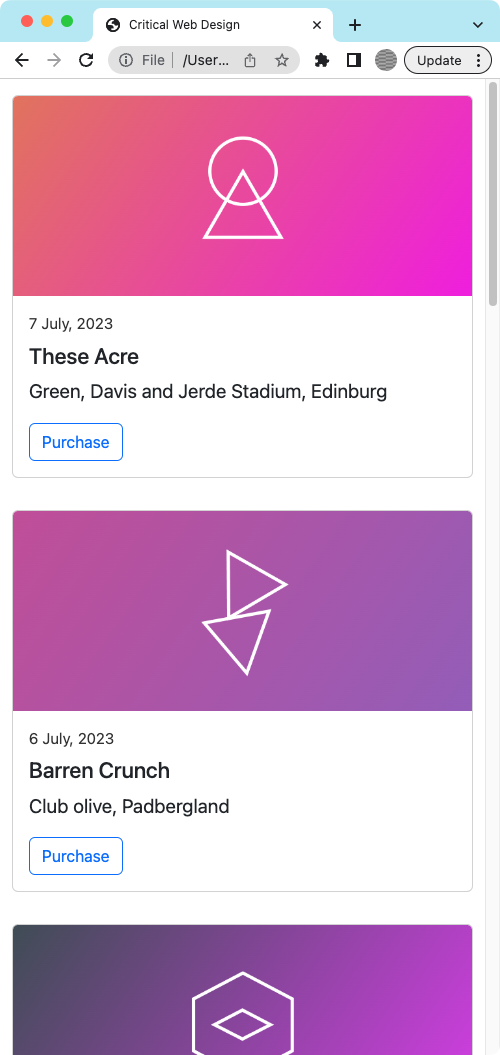 Critical Web Design
File
/User...
Update
7 July, 2023
These Acre
Green, Davis and Jerde Stadium, Edinburg
Purchase
6 July, 2023
Barren Crunch
Club olive, Padbergland
Purchase